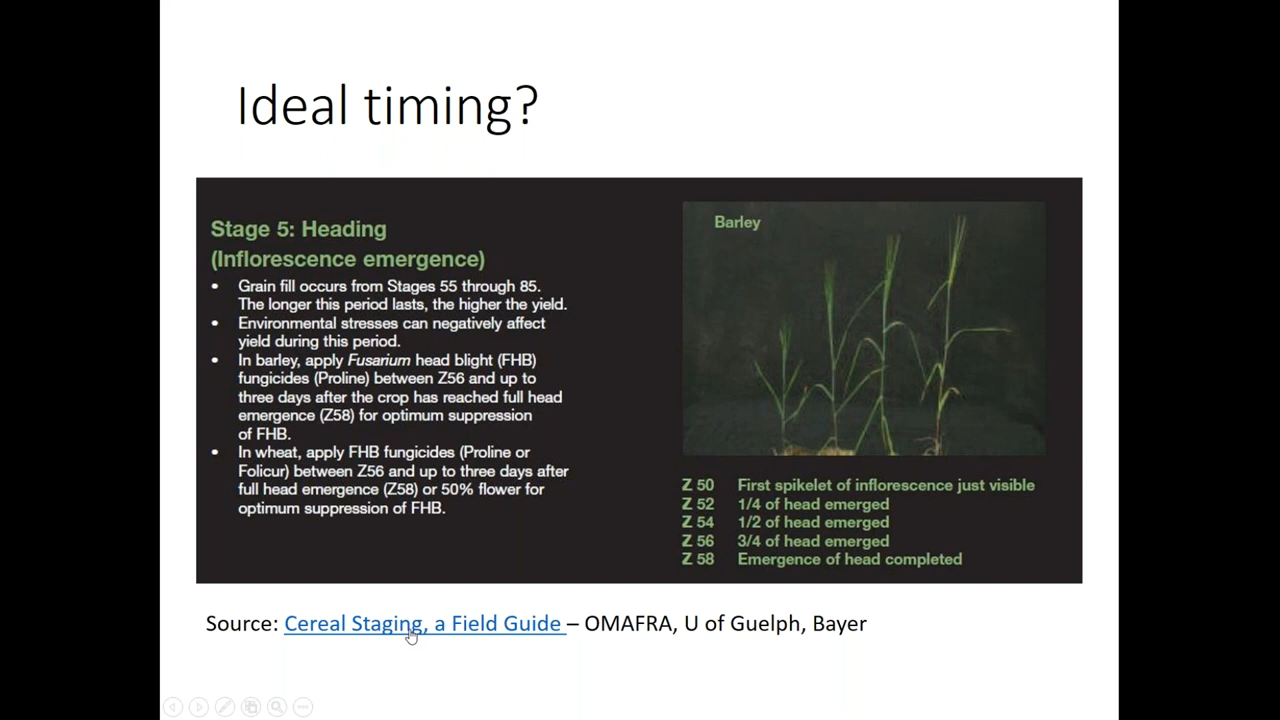 Ideal timing?
Stage 5: Heading
(Inflorescence emergence)
• Grain fill occurs from Stages 55 through 85.
The longer this period lasts, the higher the yield.
• Environmental stresses can negatively affect
yield during this period.
• In barley, apply Fusarium head blight (FHB)
fungicides (Proline) between Z56 and up to
three days after the crop has reached full head
emergence (Z58) for optimum suppression
of FHB.
• In wheat, apply FHB fungicides (Proline or
Folicur) between Z56 and up to three days after
full head emergence (Z58) or 50% flower for
optimum suppression of FHB.
Barley
Z 50 First spikelet of inflorescence just visible
Z 52 1/4 of head emerged
Z 54 1/2 of head emerged
Z 56 3/4 of head emerged
Z 58 Emergence of head completed
Source: Cereal Staging, a Field Guide – OMAFRA, U of Guelph, Bayer